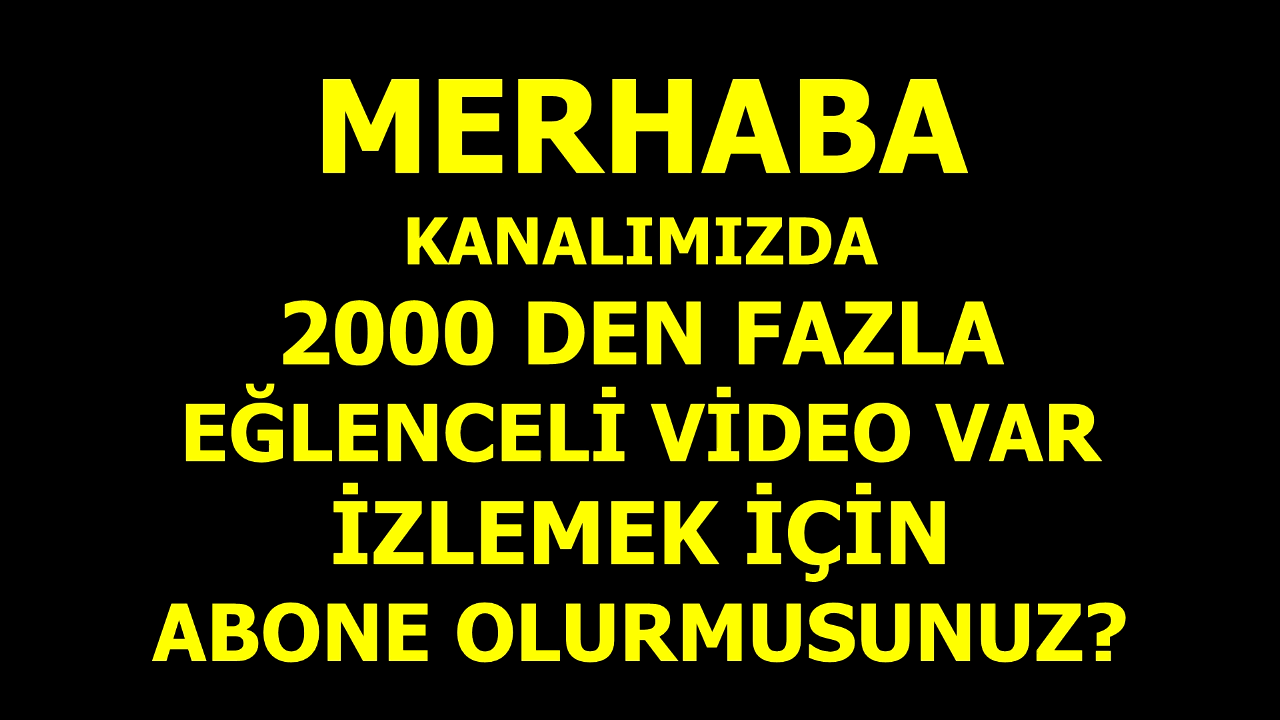 MERHABA
KANALIMIZDA
2000 DEN FAZLA
EĞLENCELİ VİDEO VAR
İZLEMEK İÇİN
ABONE OLURMUSUNUZ?